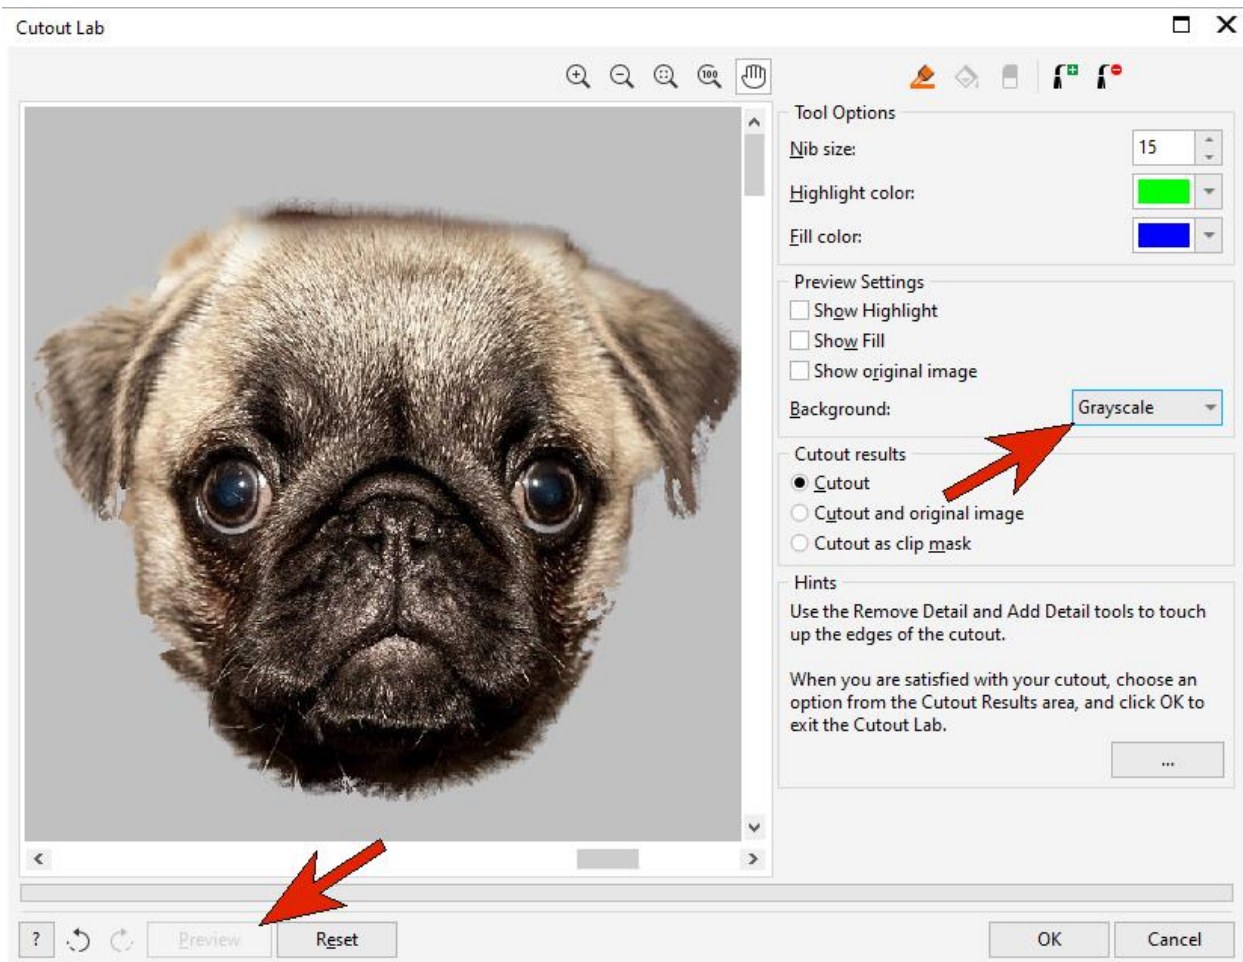 Cutout Lab
100
Tool Options
Nib size:
15
Highlight color:
Fill color:
Preview Settings
Show Highlight
Show Fill
Show original image
Background:
Grayscale
Cutout results
Cutout
Cutout and original image
Cutout as clip mask
Hints
Use the Remove Detail and Add Detail tools to touch
up the edges of the cutout.
When you are satisfied with your cutout, choose an
option from the Cutout Results area, and click OK to
exit the Cutout Lab.
...
?
Preview
Reset
OK
Cancel